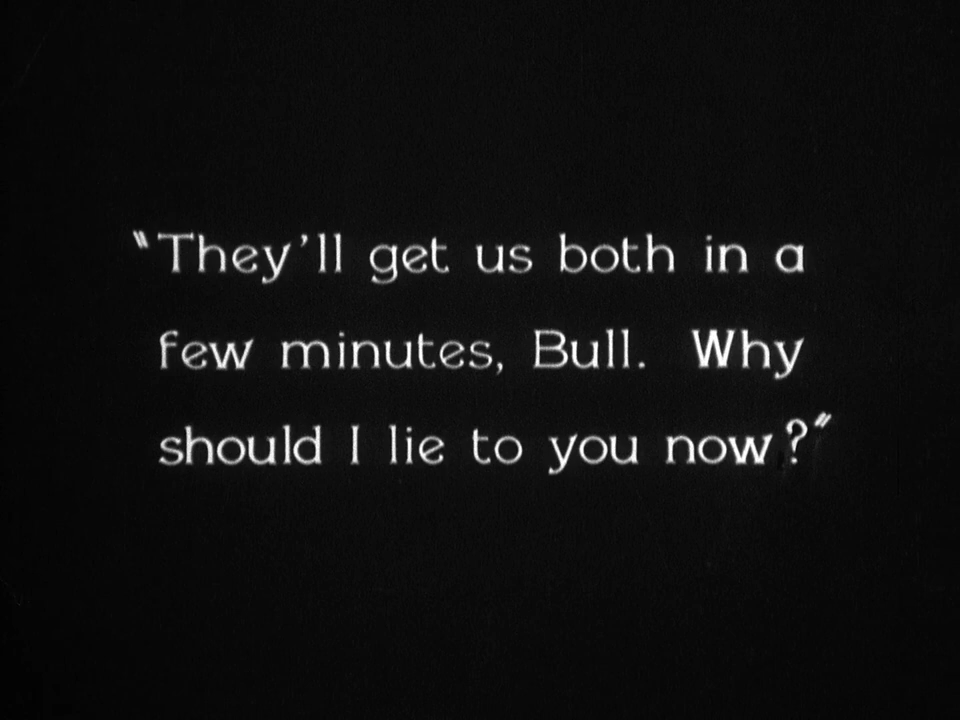 "They'll get us both in a
few minutes, Bull. Why
should I lie to you now?"